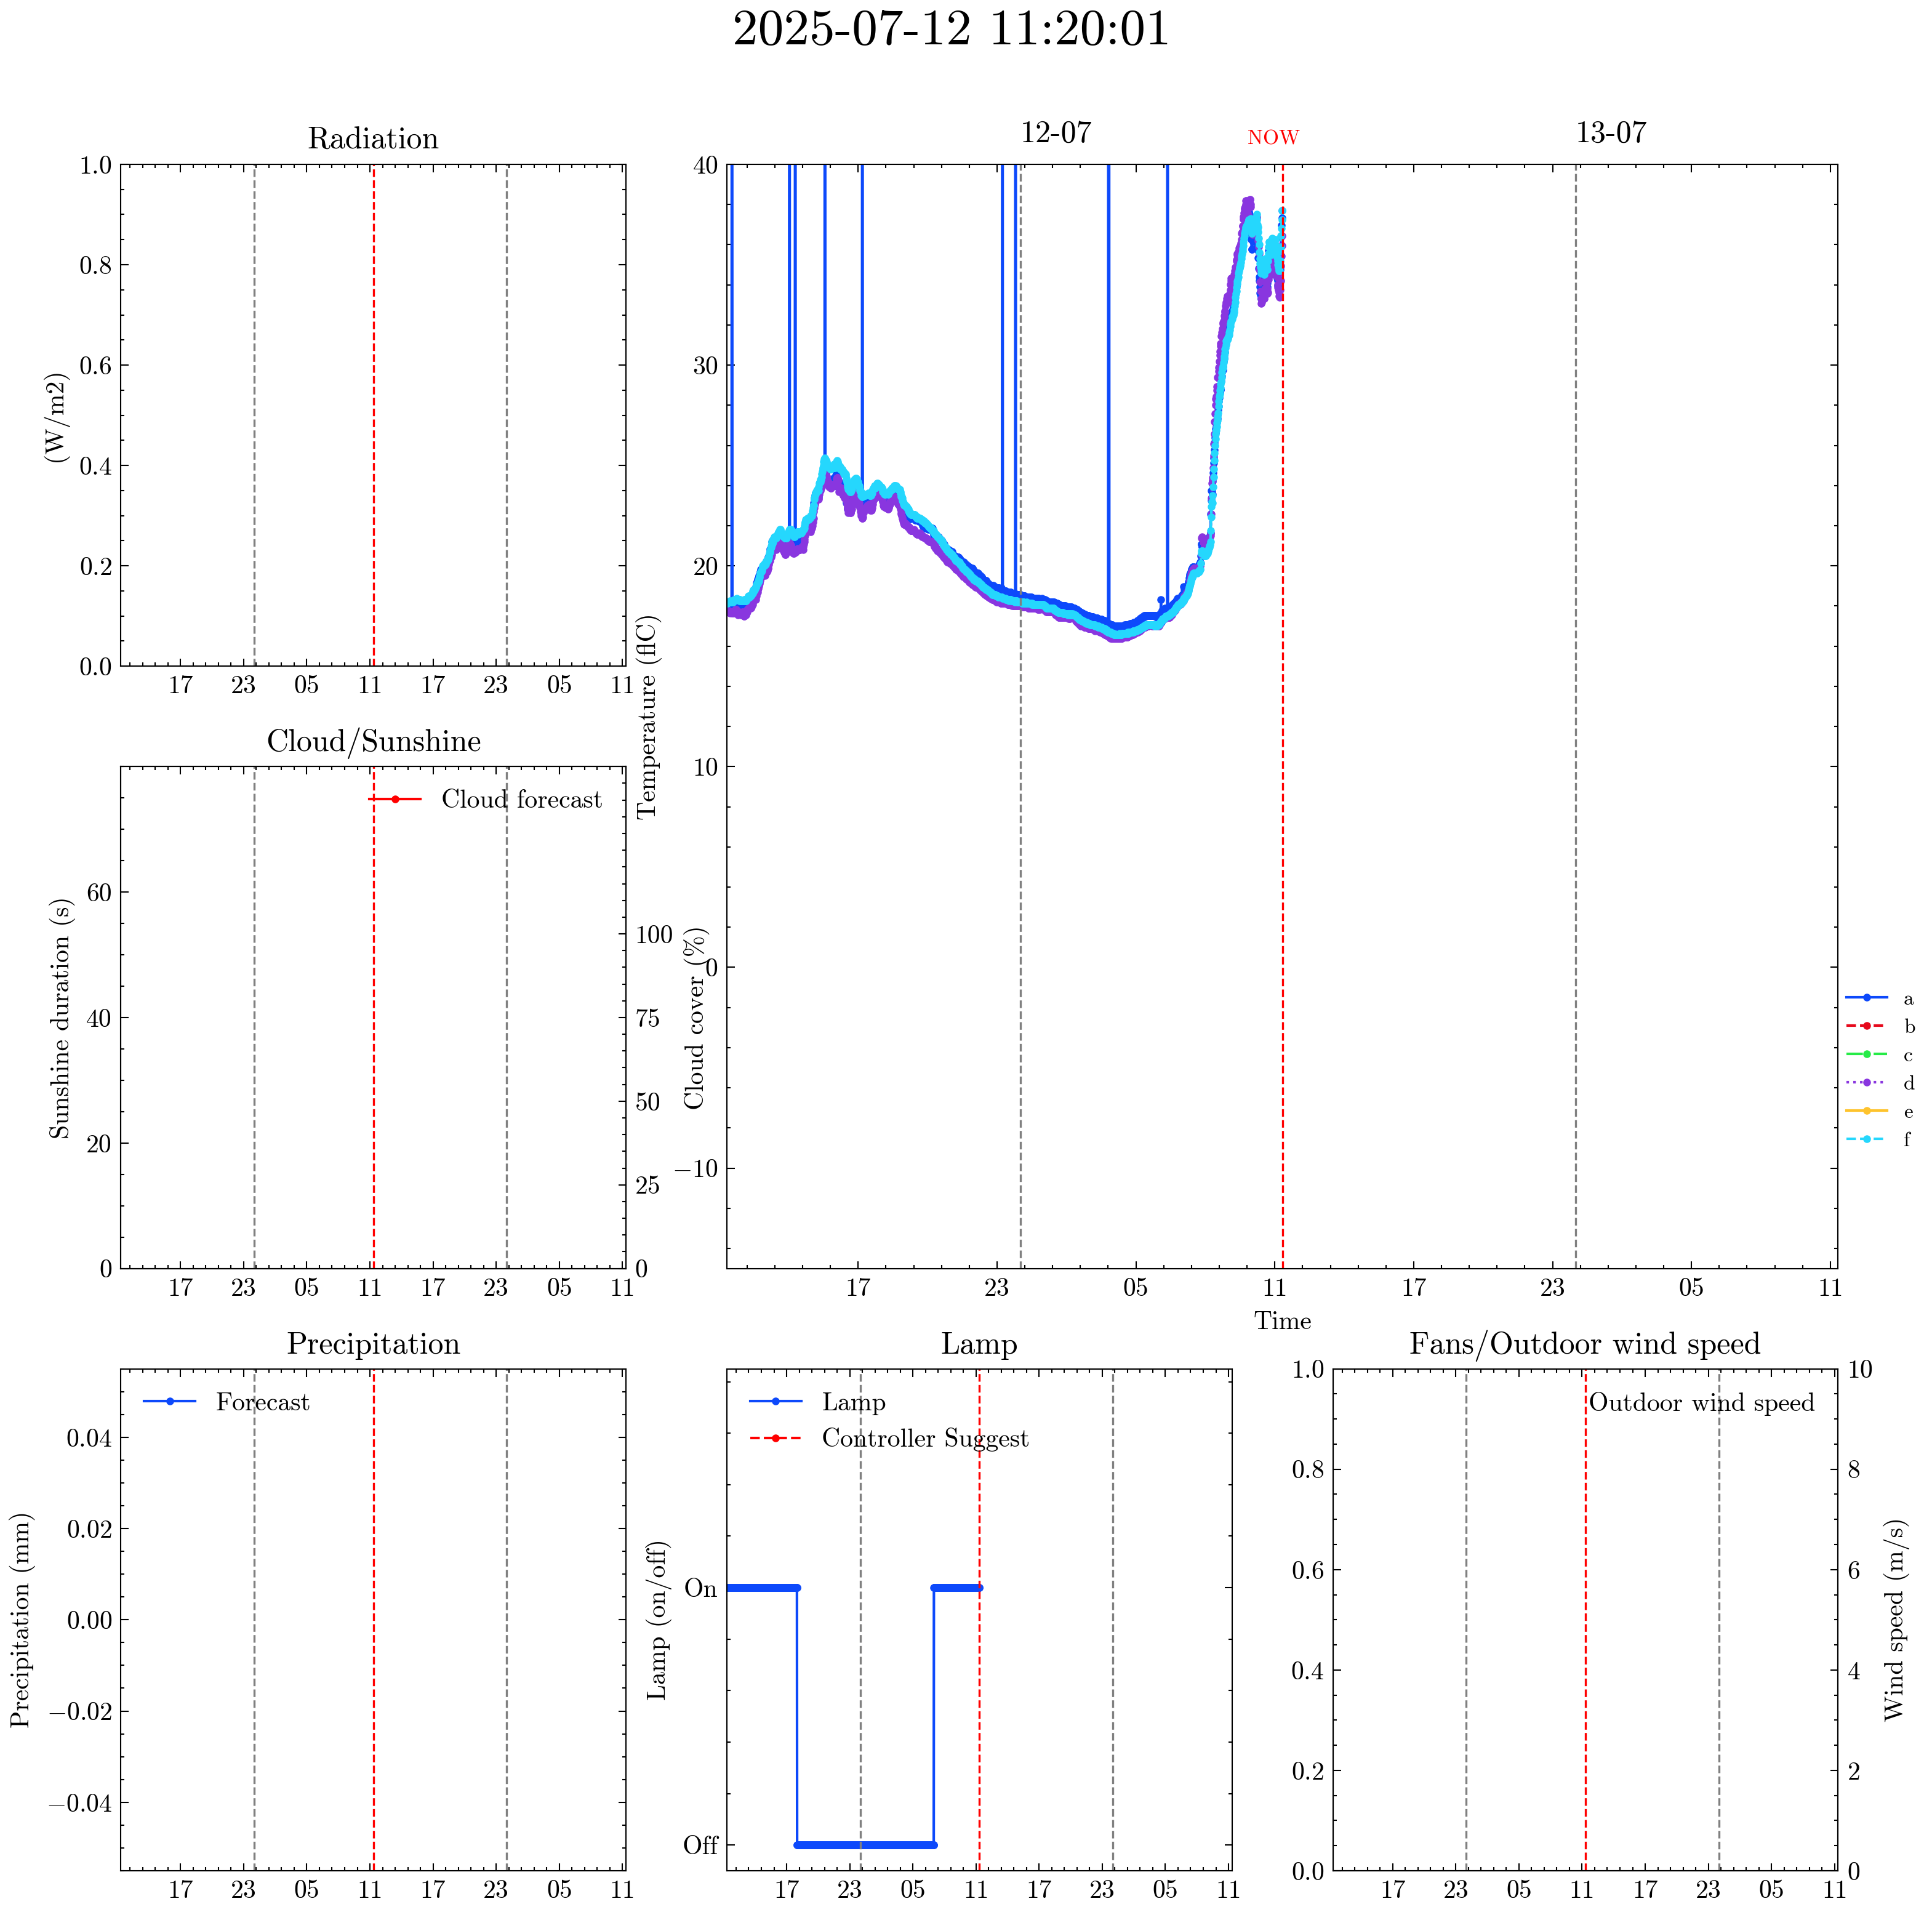 2025-07-12 11:20:01
Radiation
1.0
0.8
0.6
0.4
0.2
0.0
(W/m2)
17 23 05 11 17 23 05 11
12-07
NOW
13-07
40
30
20
10
0
−10
Temperature (flC)
17 23 05 11 17 23 05 11
Time
a
b
c
d
e
f
Cloud/Sunshine
Cloud forecast
60
40
20
0
Sunshine duration (s)
100
75
50
25
0
Cloud cover (%)
17 23 05 11 17 23 05 11
Precipitation
Forecast
0.04
0.02
0.00
−0.02
−0.04
Precipitation (mm)
17 23 05 11 17 23 05 11
Lamp
Lamp
Controller Suggest
On
Off
Lamp (on/off)
17 23 05 11 17 23 05 11
Fans/Outdoor wind speed
Outdoor wind speed
1.0
0.8
0.6
0.4
0.2
0.0
10
8
6
4
2
0
Wind speed (m/s)
17 23 05 11 17 23 05 11